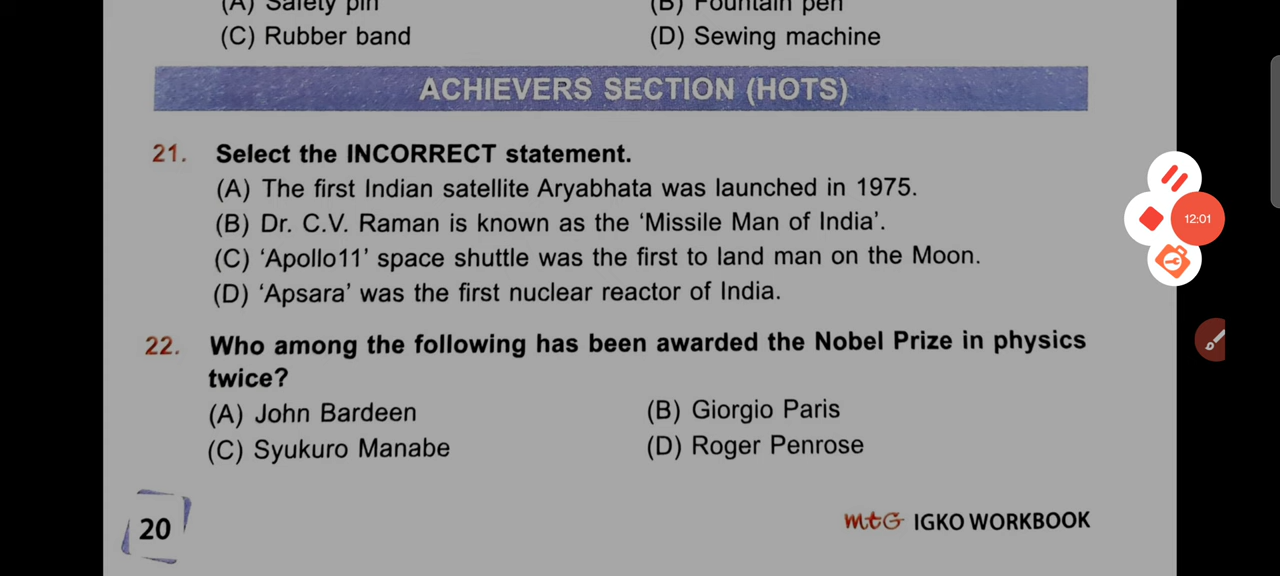 (A) Safety pin (B) Fountain pen
(C) Rubber band (D) Sewing machine
ACHIEVERS SECTION (HOTS)
21. Select the INCORRECT statement.
(A) The first Indian satellite Aryabhata was launched in 1975.
(B) Dr. C.V. Raman is known as the ‘Missile Man of India’.
(C) ‘Apollo11’ space shuttle was the first to land man on the Moon.
(D) ‘Apsara’ was the first nuclear reactor of India.
22. Who among the following has been awarded the Nobel Prize in physics
twice?
(A) John Bardeen (B) Giorgio Paris
(C) Syukuro Manabe (D) Roger Penrose
20
mtG IGKO WORKBOOK
12:01
D